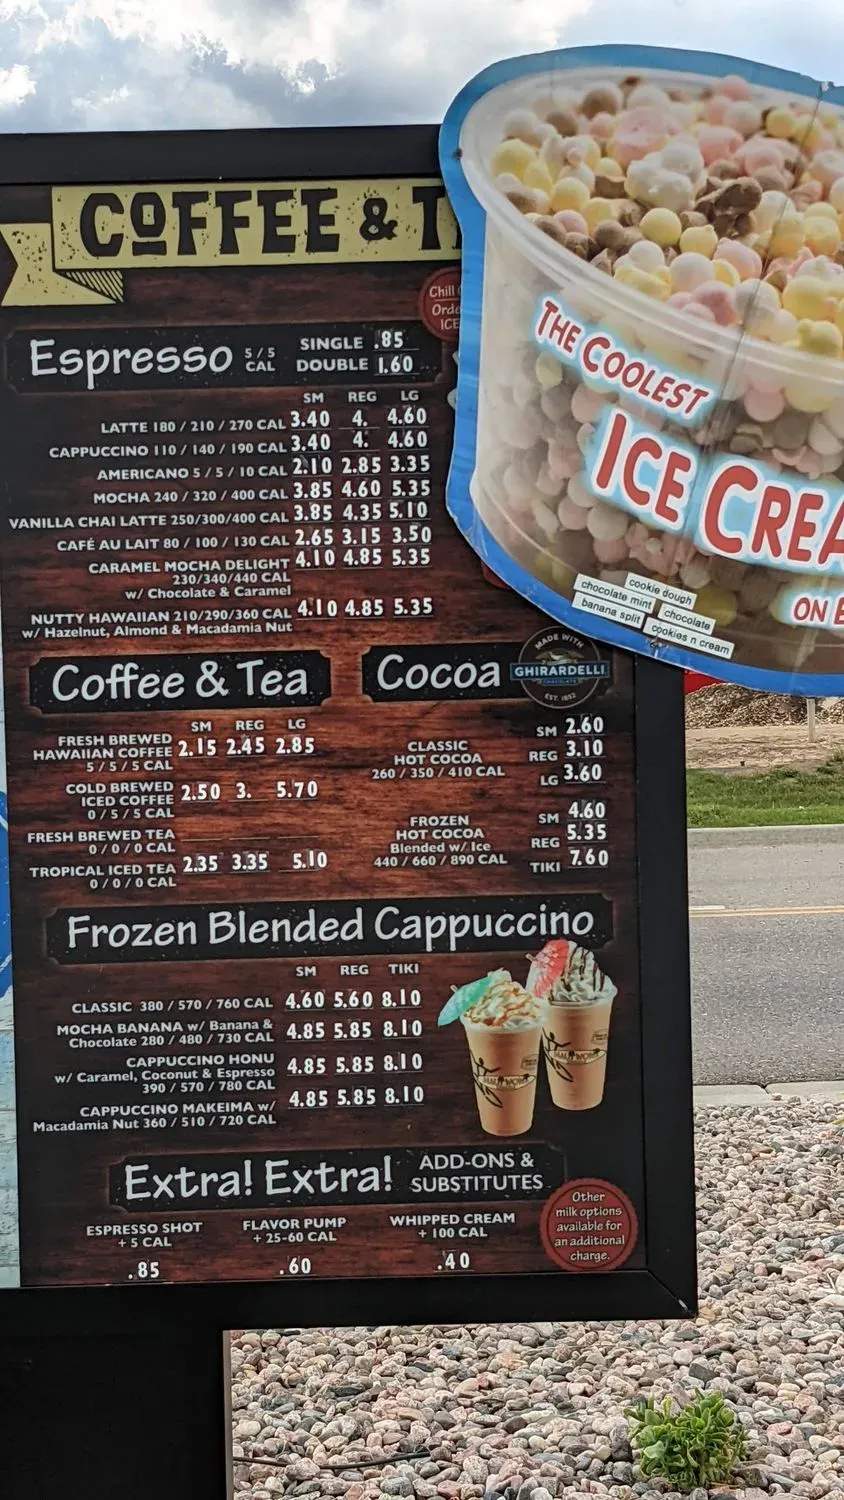 COFFEE & T
Chill
Orde
ICE
Espresso 5/5 CAL
SINGLE .85
DOUBLE 1.60
SM REG LG
LATTE 180 / 210 / 270 CAL 3.40 4. 4.60
CAPPUCCINO 110 / 140 / 190 CAL 3.40 4. 4.60
AMERICANO 5 / 5 / 10 CAL 2.10 2.85 3.35
MOCHA 240 / 320 / 400 CAL 3.85 4.60 5.35
VANILLA CHAI LATTE 250/300/400 CAL 3.85 4.35 5.10
CAFÉ AU LAIT 80 / 100 / 130 CAL 2.65 3.15 3.50
CARAMEL MOCHA DELIGHT 4.10 4.85 5.35
230/340/440 CAL
w/ Chocolate & Caramel
NUTTY HAWAIIAN 210/290/360 CAL 4.10 4.85 5.35
w/ Hazelnut, Almond & Macadamia Nut
Coffee & Tea
SM REG LG
FRESH BREWED
HAWAIIAN COFFEE 2.15 2.45 2.85
5 / 5 / 5 CAL
COLD BREWED
ICED COFFEE 2.50 3. 5.70
0 / 5 / 5 CAL
FRESH BREWED TEA
0 / 0 / 0 CAL
TROPICAL ICED TEA 2.35 3.35 5.10
0 / 0 / 0 CAL
Cocoa
MADE WITH
GHIRARDELLI
CHOCOLATE
EST. 1852
CLASSIC
HOT COCOA
260 / 350 / 410 CAL
SM 2.60
REG 3.10
LG 3.60
FROZEN
HOT COCOA
Blended w/ Ice
440 / 660 / 890 CAL
SM 4.60
REG 5.35
TIKI 7.60
Frozen Blended Cappuccino
SM REG TIKI
CLASSIC 380 / 570 / 760 CAL 4.60 5.60 8.10
MOCHA BANANA w/ Banana & 4.85 5.85 8.10
Chocolate 280 / 480 / 730 CAL
CAPPUCCINO HONU 4.85 5.85 8.10
w/ Caramel, Coconut & Espresso
390 / 570 / 780 CAL
CAPPUCCINO MAKEIMA w/ 4.85 5.85 8.10
Macadamia Nut 360 / 510 / 720 CAL
Extra! Extra! ADD-ONS &
SUBSTITUTES
ESPRESSO SHOT
+ 5 CAL
.85
FLAVOR PUMP
+ 25-60 CAL
.60
WHIPPED CREAM
+ 100 CAL
.40
Other
milk options
available for
an additional
charge.
THE COOLEST
ICE CREA
ON E
cookie dough
chocolate mint
chocolate
banana split
cookies n cream